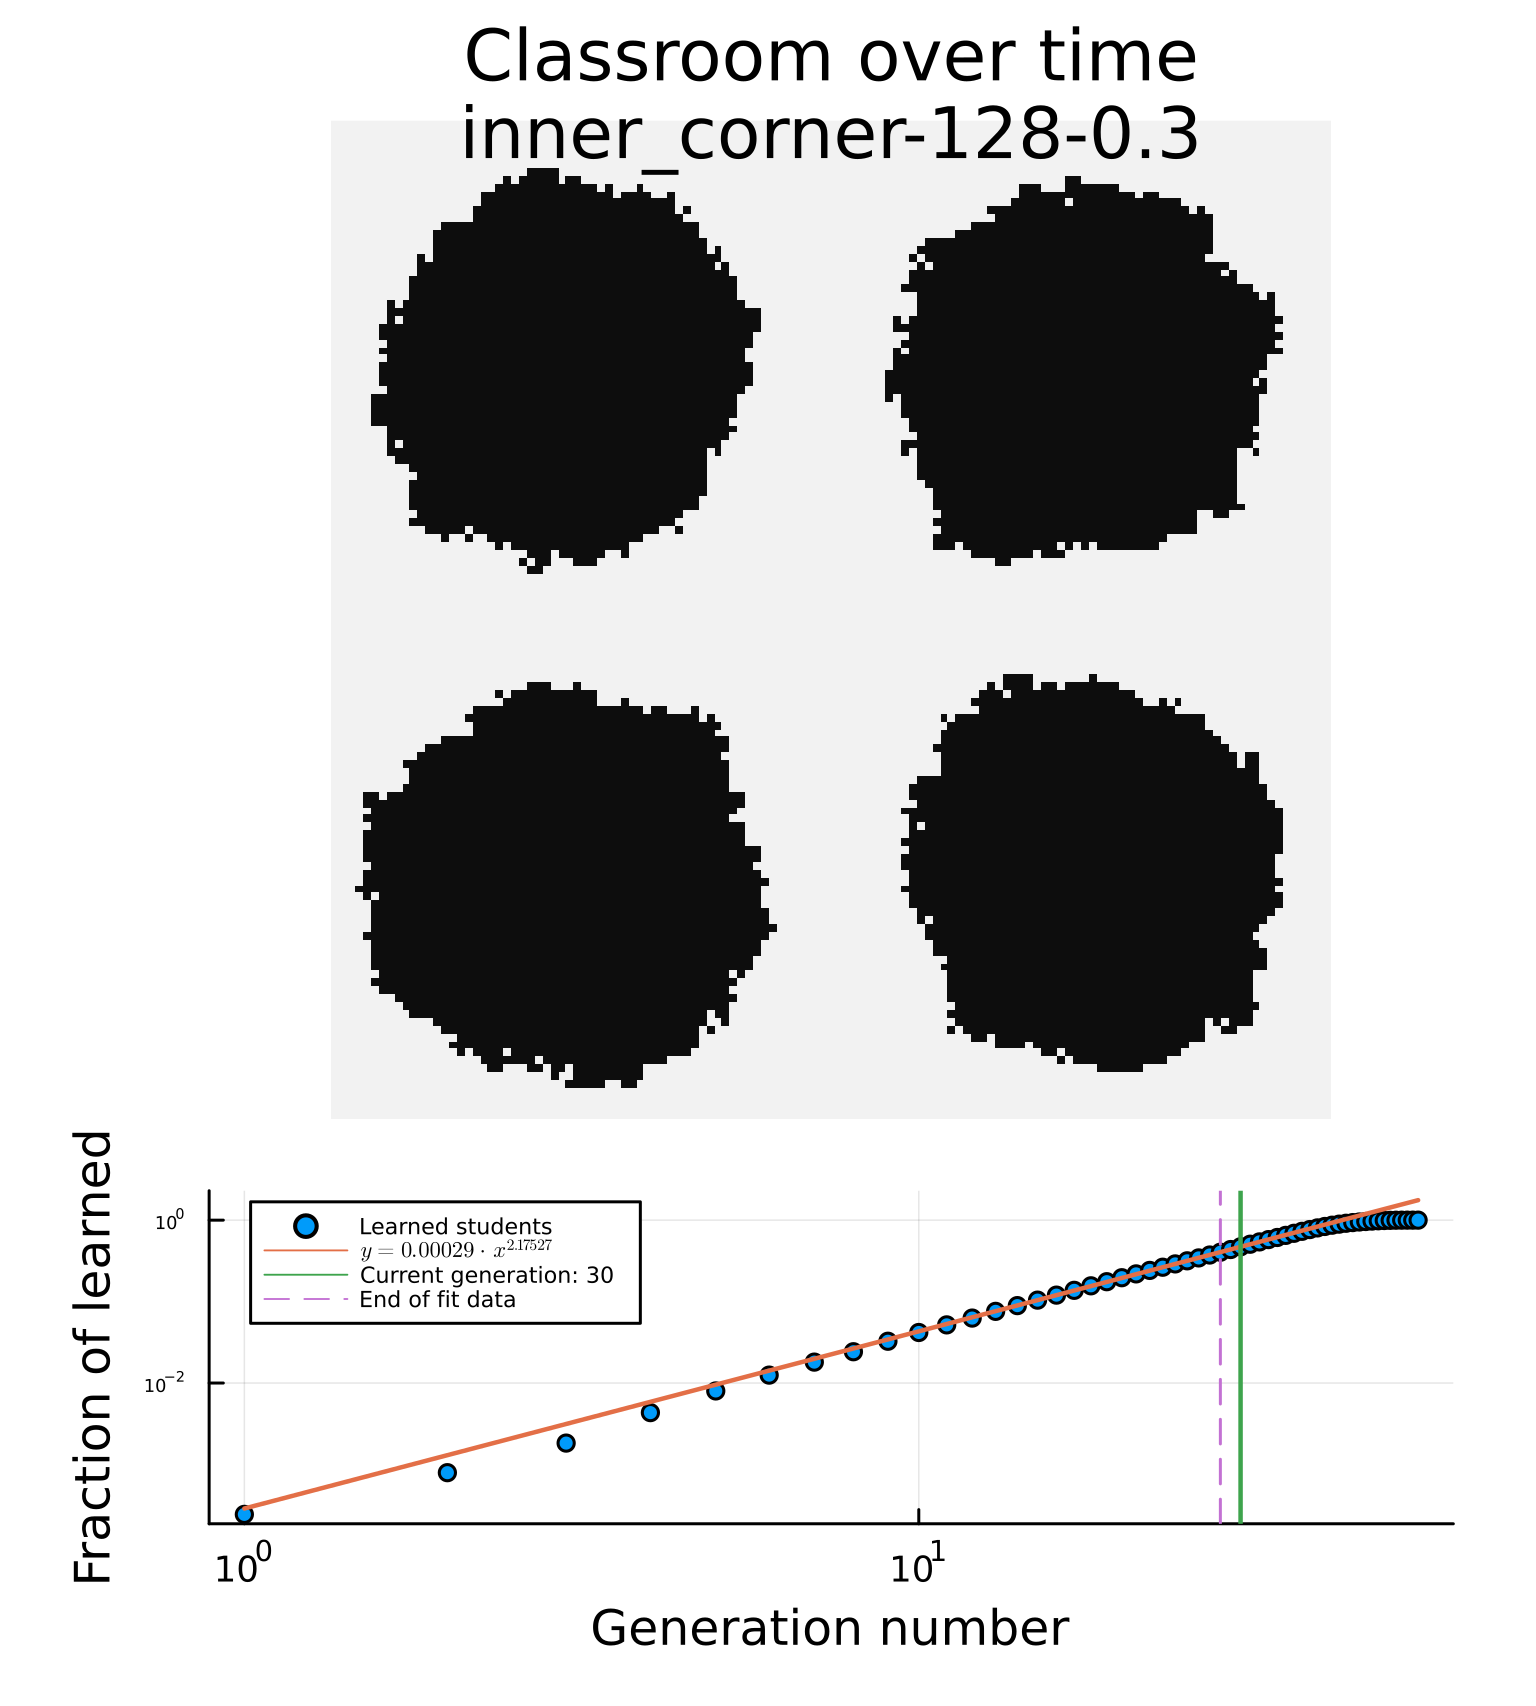 Classroom over time
inner_corner-128-0.3
Fraction of learned
10^0
10^-2
Learned students
y = 0.00029 · x^2.17527
Current generation: 30
End of fit data
10^0
10^1
Generation number